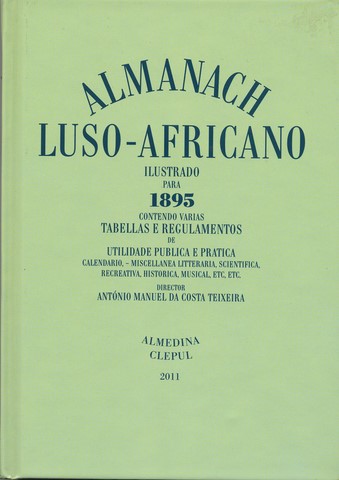 ALMANACH
LUSO-AFRICANO
ILUSTRADO
PARA
1895
CONTENDO VARIAS
TABELLAS E REGULAMENTOS
DE
UTILIDADE PUBLICA E PRATICA
CALENDARIO, – MISCELLANEA LITTERARIA, SCIENTIFICA,
RECREATIVA, HISTORICA, MUSICAL, ETC, ETC.
DIRECTOR
ANTÓNIO MANUEL DA COSTA TEIXEIRA
ALMEDINA
CLEPUL
2011